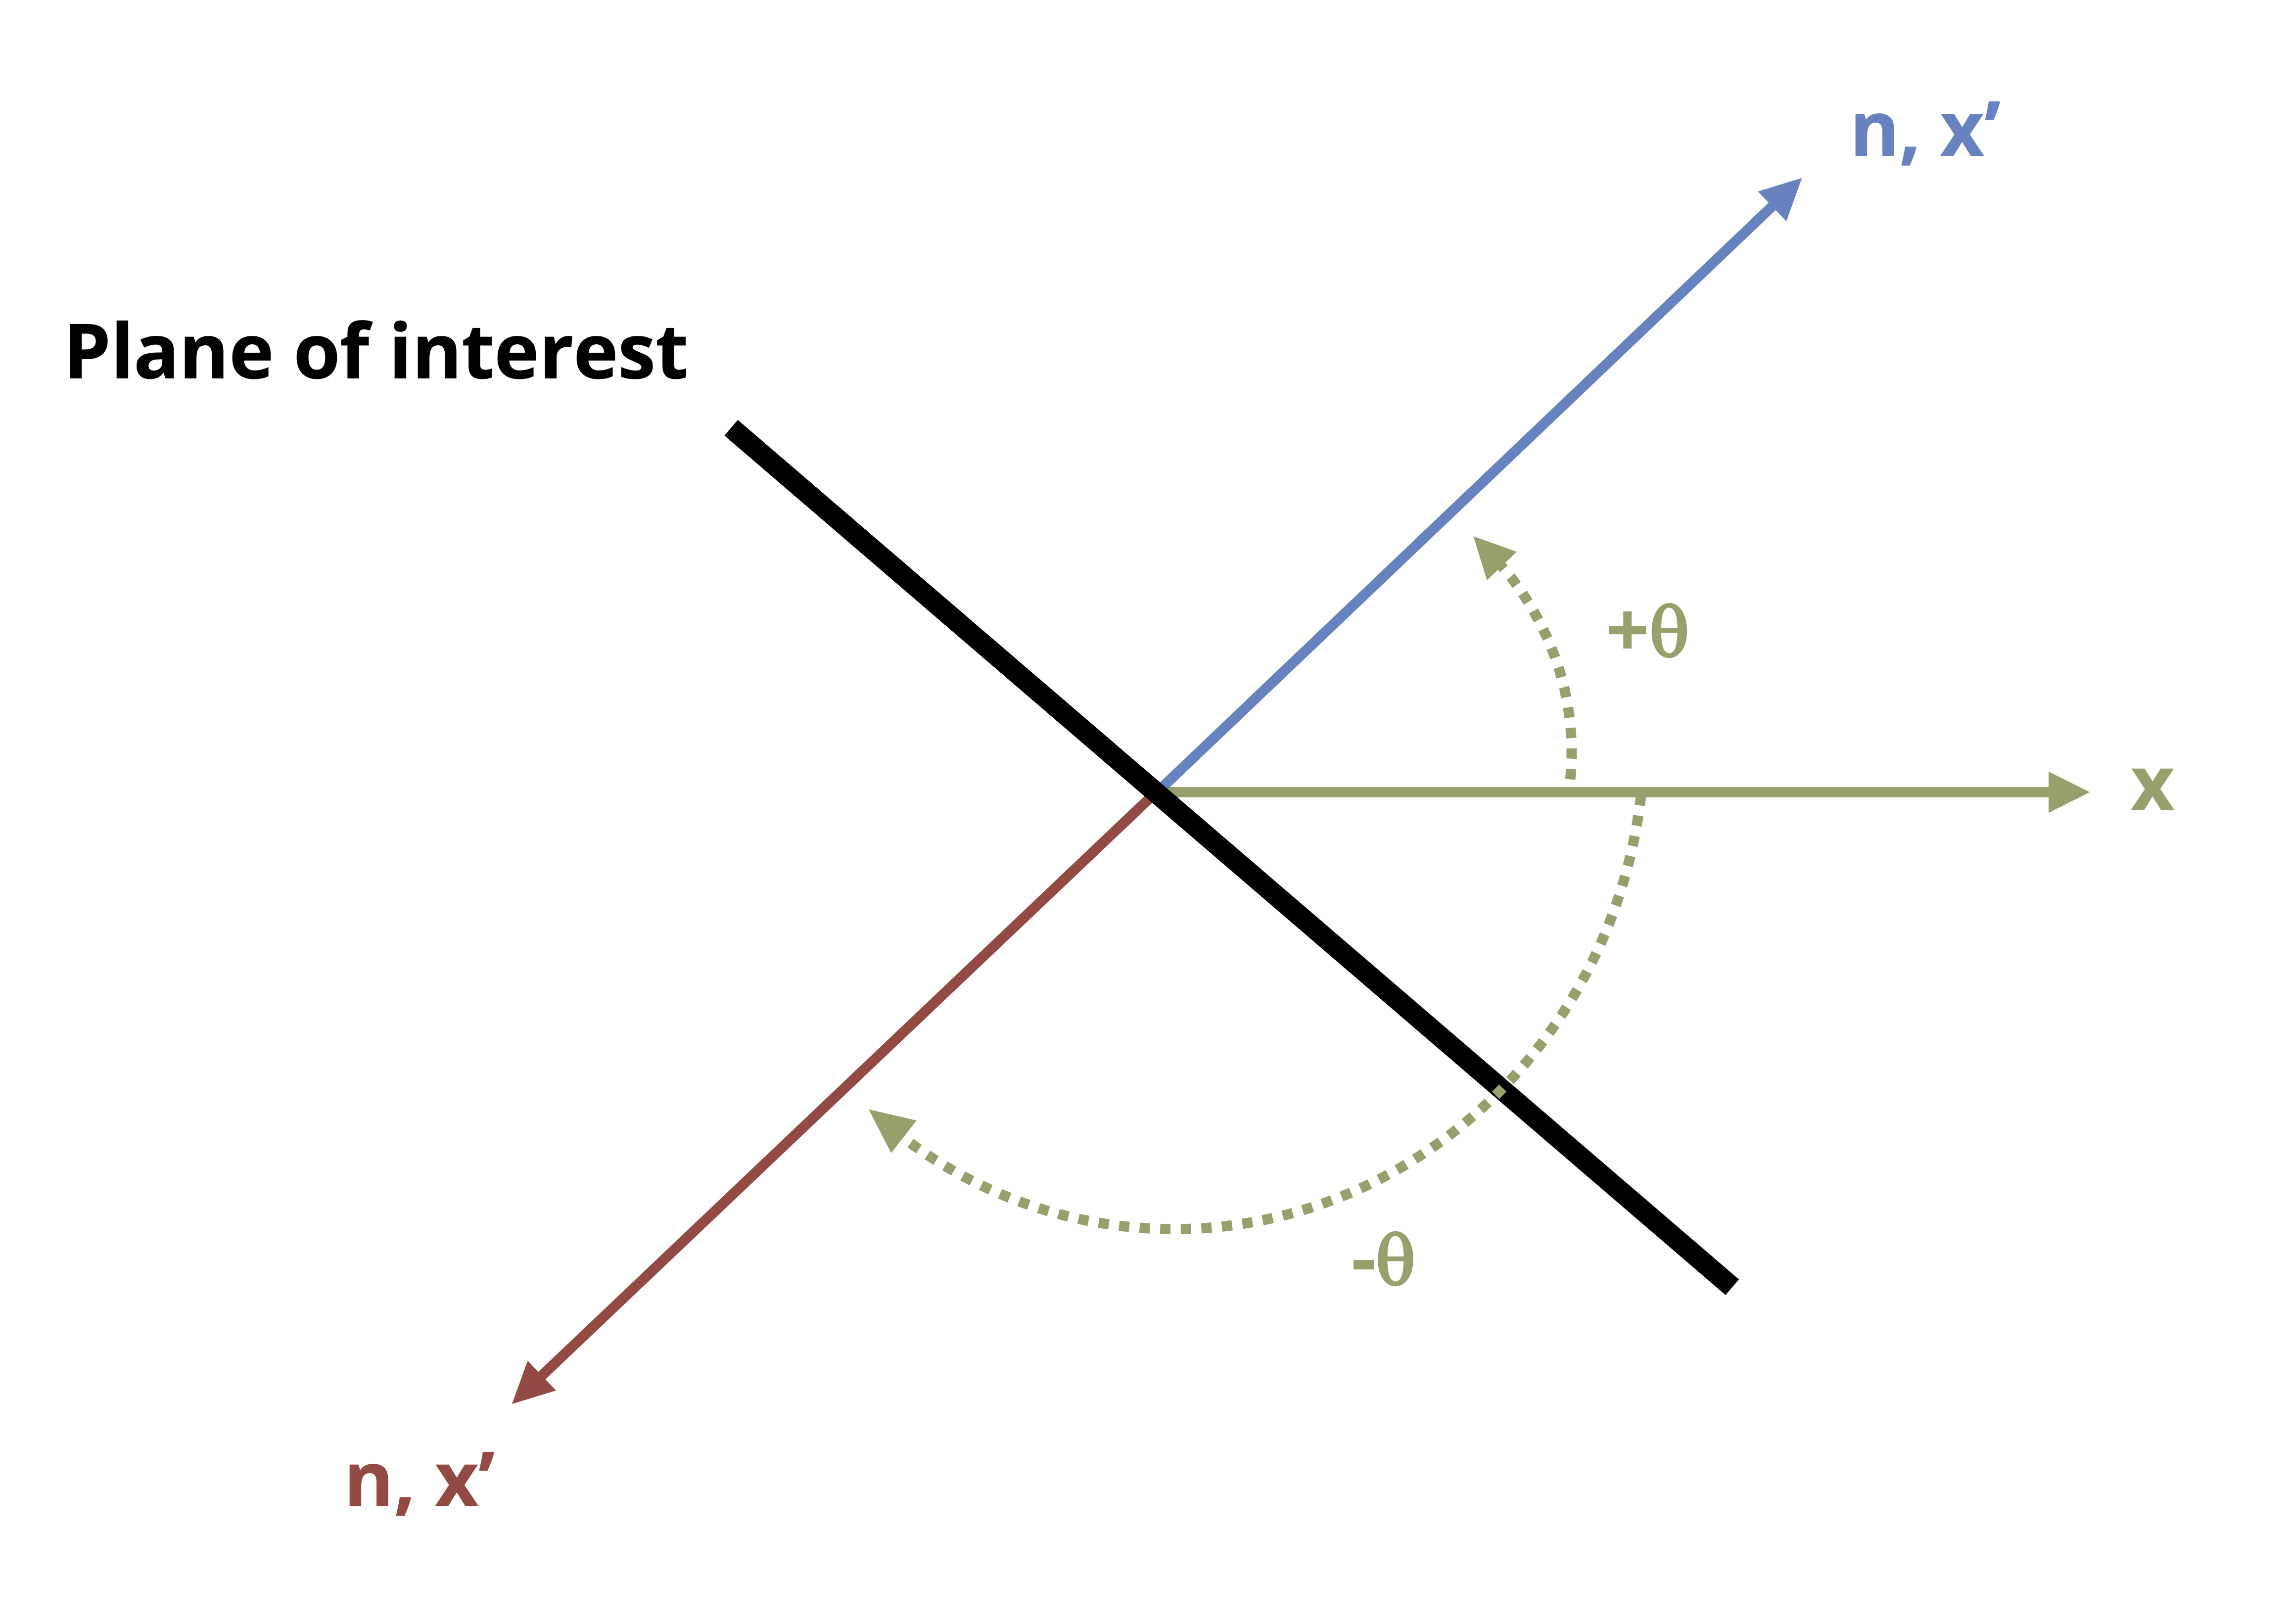 n, x’
Plane of interest
+θ
x
-θ
n, x’